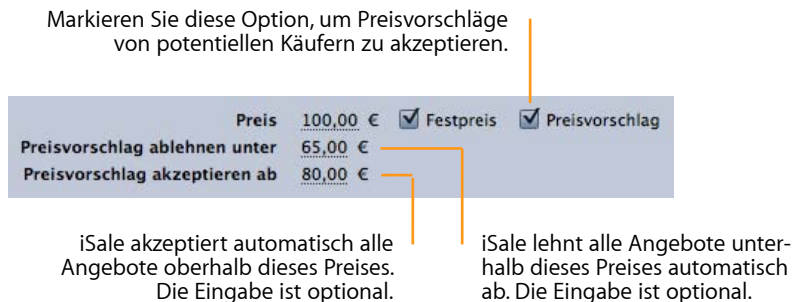 Markieren Sie diese Option, um Preisvorschläge
von potentiellen Käufern zu akzeptieren.
Preis 100,00 € Festpreis Preisvorschlag
Preisvorschlag ablehnen unter 65,00 €
Preisvorschlag akzeptieren ab 80,00 €
iSale akzeptiert automatisch alle
Angebote oberhalb dieses Preises.
Die Eingabe ist optional.
iSale lehnt alle Angebote unter-
halb dieses Preises automatisch
ab. Die Eingabe ist optional.